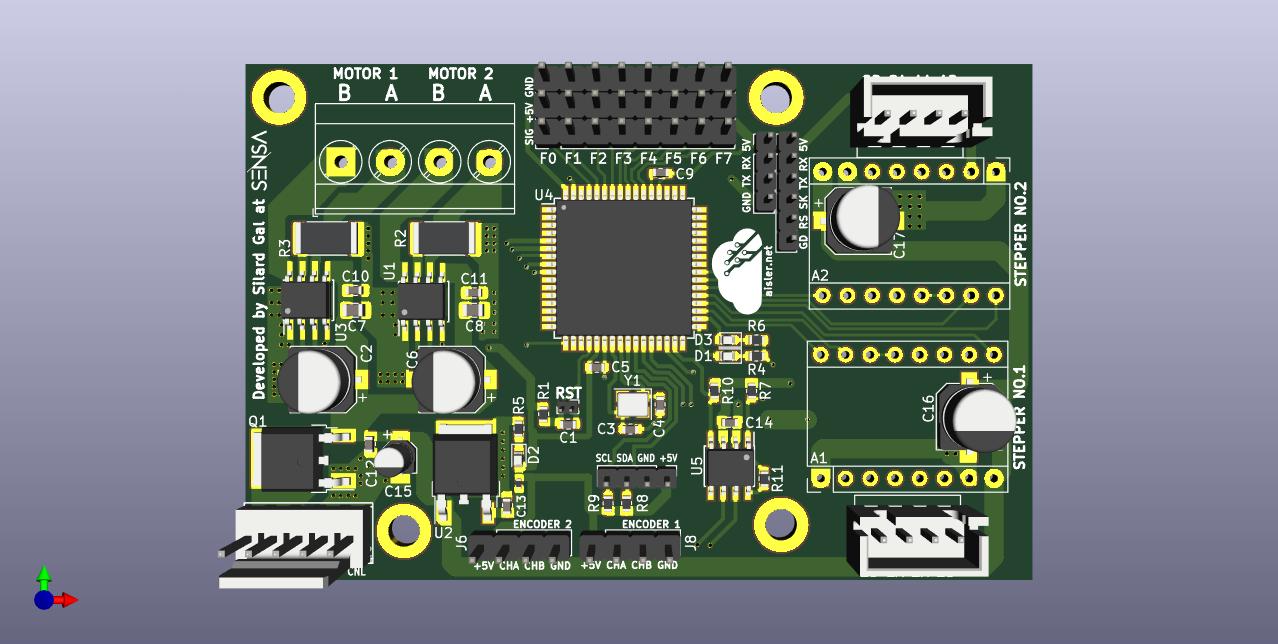 MOTOR 1 MOTOR 2
B A B A
SIG +5V GND
F0 F1 F2 F3 F4 F5 F6 F7
C9
U4
GND TX RX 5V
GD RS SK TX RX 5V
+
C17
A2
STEPPER NO.2
VSNSE
Developed by Silard Gal at
R3
R2
U1
C10
C7
U3
C11
C8
aisler.net
D3
D1
R6
R4
C2
+
C6
+
C5
Y1
R10
R7
R1
RST
C1
C3
C4
C14
+
C16
STEPPER NO.1
A1
Q1
C12
+
C15
R5
D2
C13
U2
SCL SDA GND +5V
R9
R8
U5
R11
ENCODER 2
J6
+5V CHA CHB GND
ENCODER 1
J8
+5V CHA CHB GND